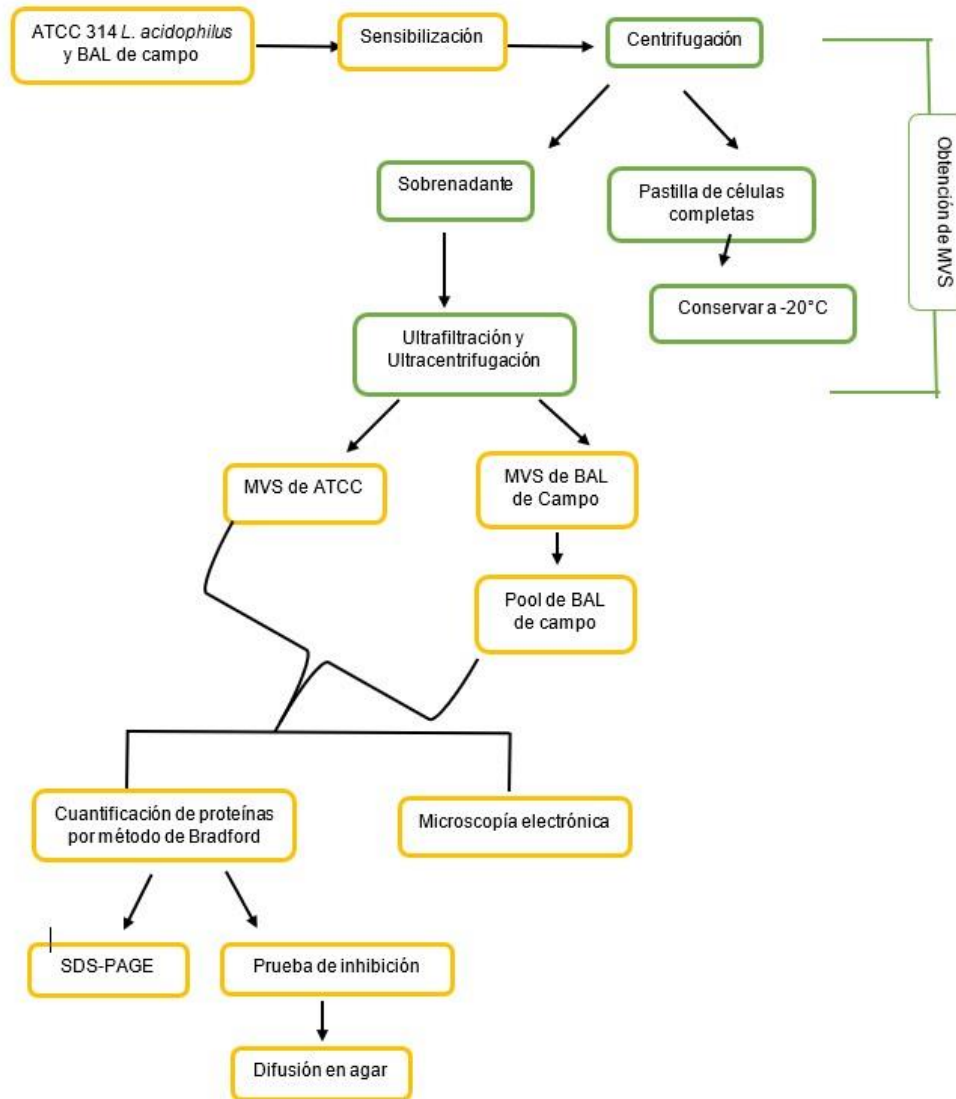 ATCC 314 L. acidophilus
y BAL de campo
Sensibilización
Centrifugación
Obtención de MVS
Sobrenadante
Pastilla de células
completas
Conservar a -20°C
Ultrafiltración y
Ultracentrifugación
MVS de ATCC
MVS de BAL
de Campo
Pool de BAL
de campo
Cuantificación de proteínas
por método de Bradford
Microscopía electrónica
SDS-PAGE
Prueba de inhibición
Difusión en agar